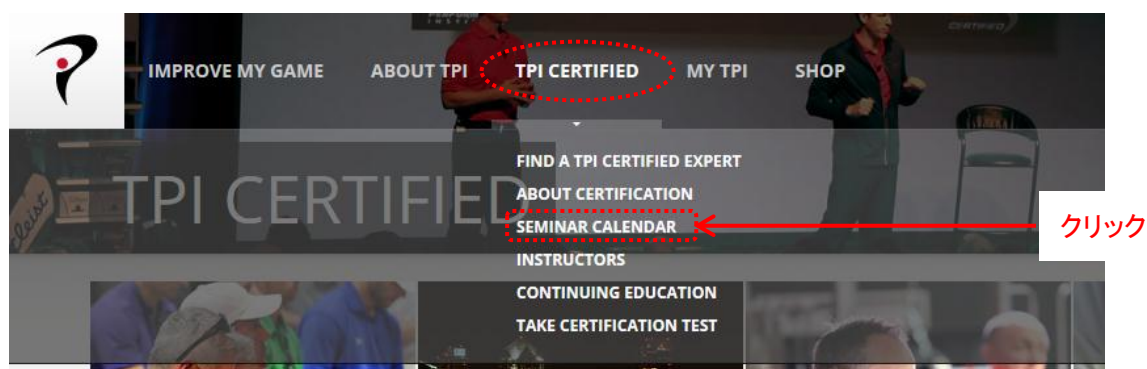 IMPROVE MY GAME ABOUT TPI TPI CERTIFIED MY TPI SHOP
FIND A TPI CERTIFIED EXPERT
TPI CERTIFIED
ABOUT CERTIFICATION
SEMINAR CALENDAR
クリック
INSTRUCTORS
CONTINUING EDUCATION
TAKE CERTIFICATION TEST